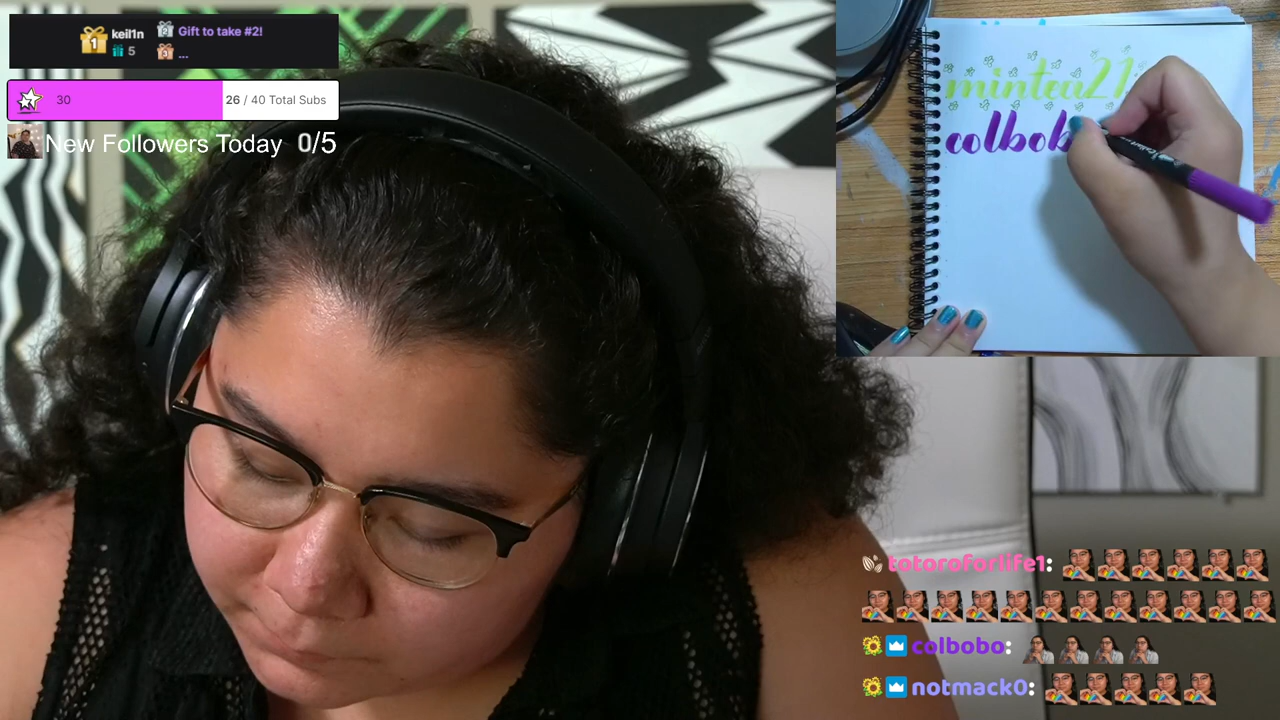 keil1n
5
Gift to take #2!
...
30
26 / 40 Total Subs
New Followers Today 0/5
mintea21
colbob
totoroforlife1:
colbobo:
notmack0: